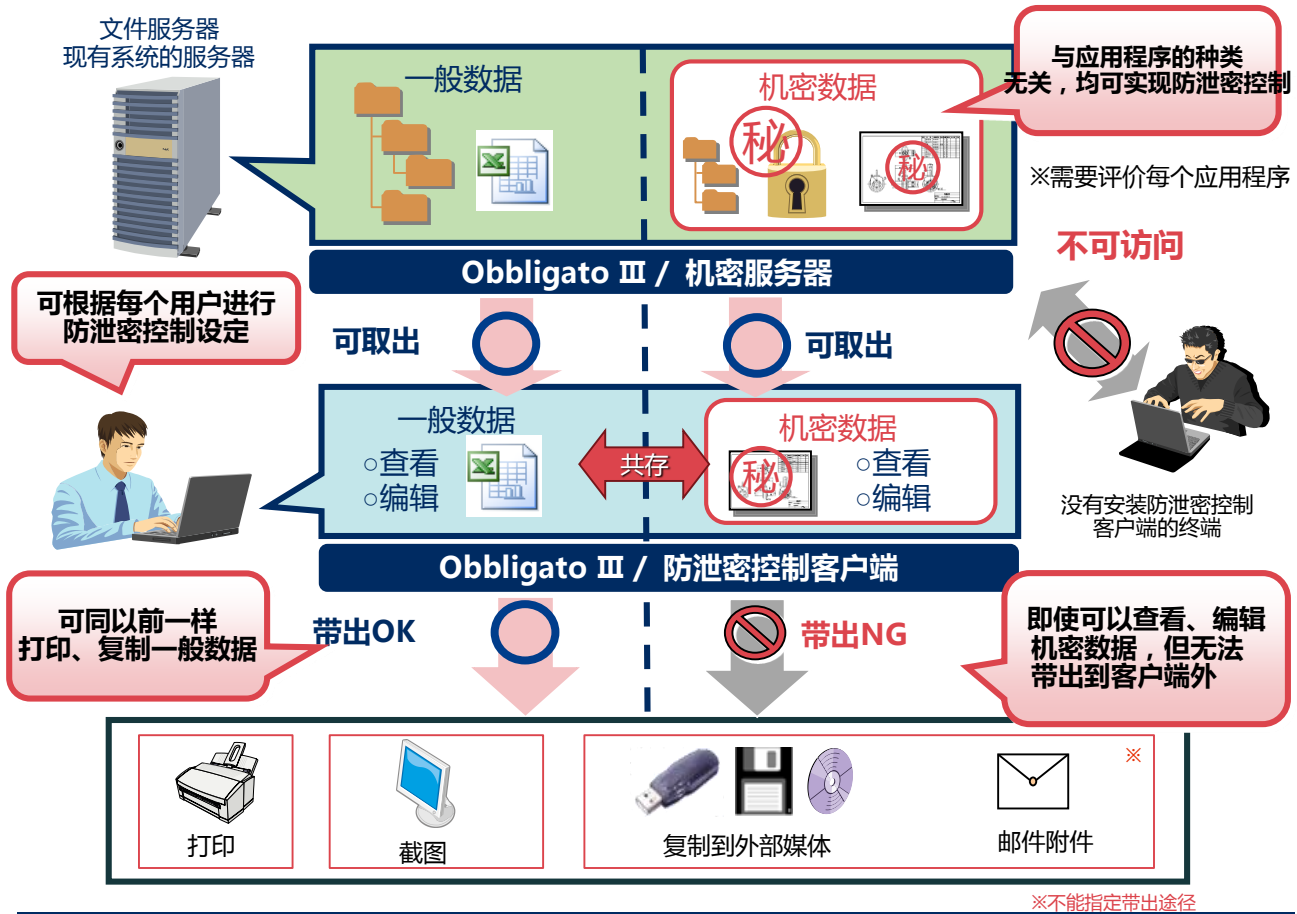 文件服务器
现有系统的服务器
一般数据
机密数据
秘
秘
与应用程序的种类
无关，均可实现防泄密控制
※需要评价每个应用程序
Obbligato Ⅲ / 机密服务器
不可访问
可根据每个用户进行
防泄密控制设定
可取出
可取出
一般数据
○查看
○编辑
共存
机密数据
秘
○查看
○编辑
没有安装防泄密控制
客户端的终端
Obbligato Ⅲ / 防泄密控制客户端
可同以前一样
打印、复制一般数据
带出OK
带出NG
即使可以查看、编辑
机密数据，但无法
带出到客户端外
打印
截图
复制到外部媒体
※
邮件附件
※不能指定带出途径